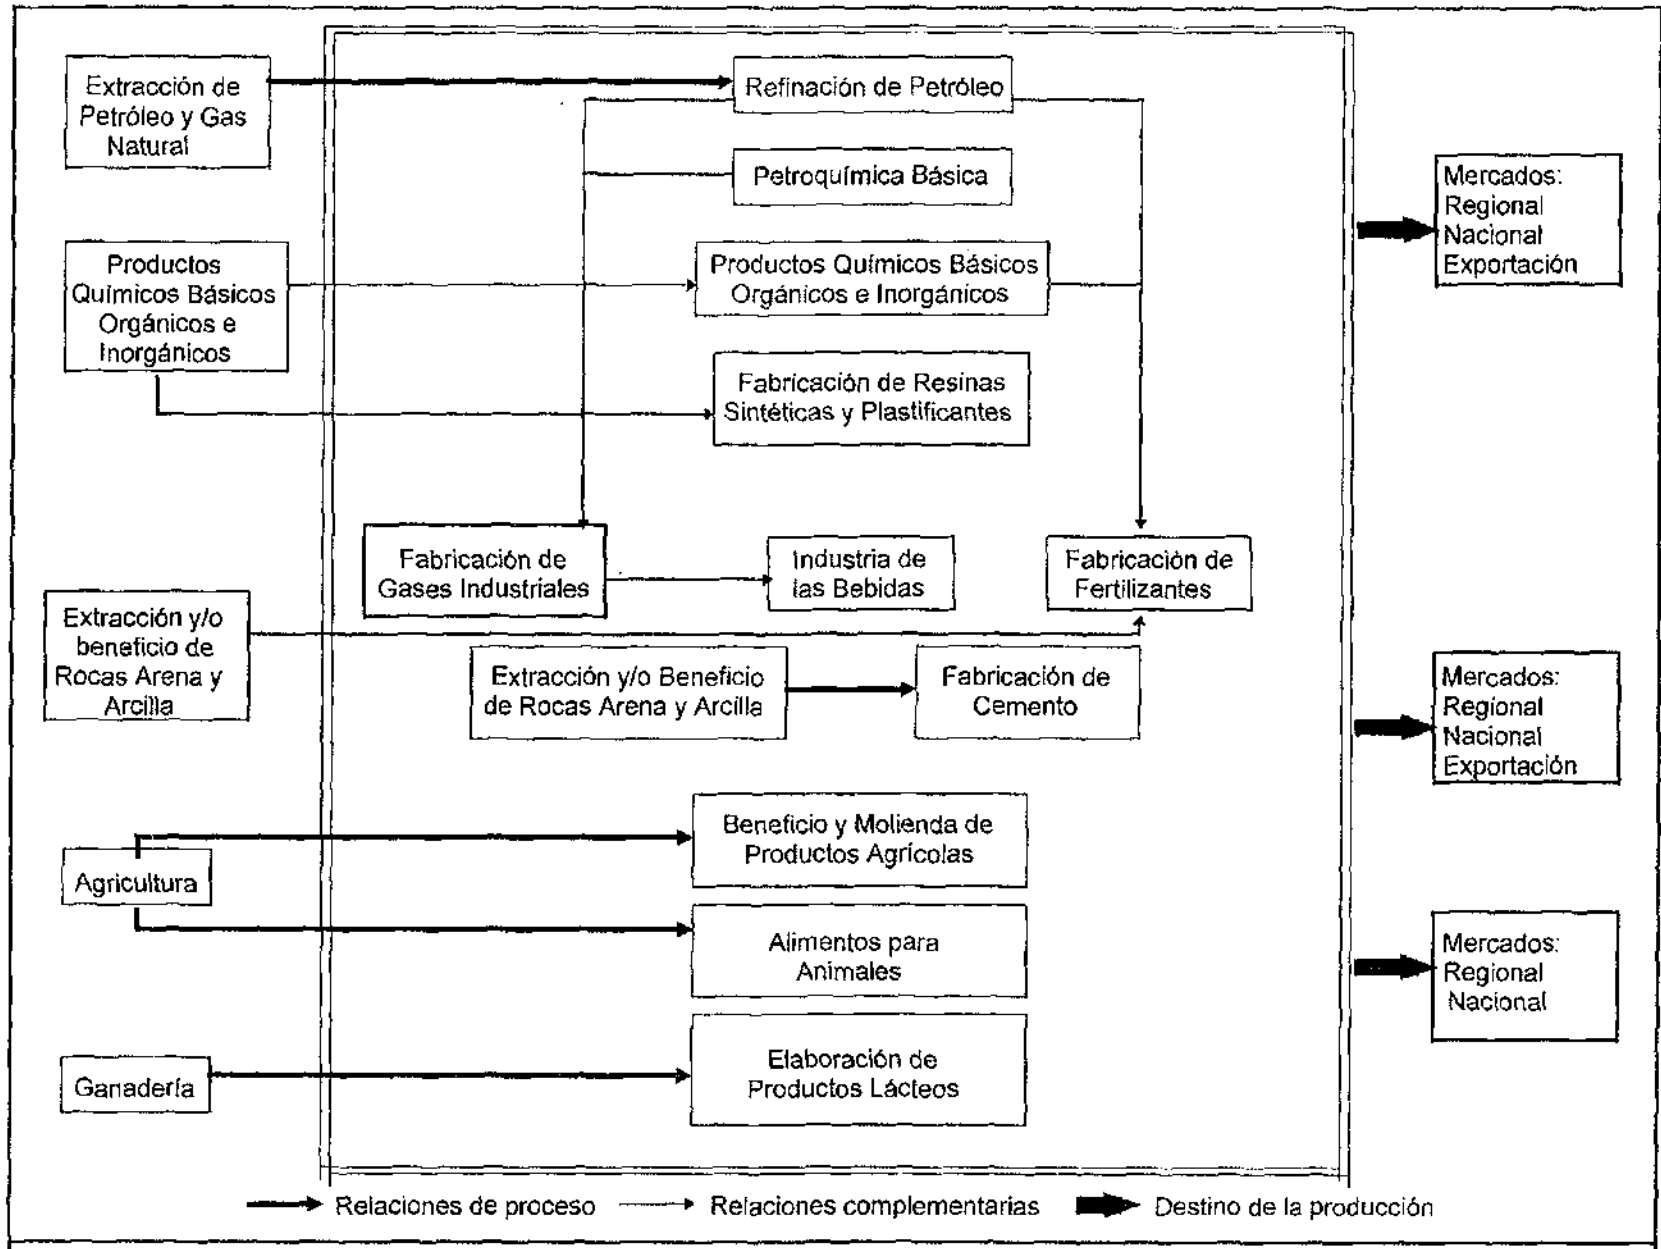 Extracción de
Petróleo y Gas
Natural
Refinación de Petróleo
Petroquímica Básica
Mercados:
Regional
Nacional
Exportación
Productos
Químicos Básicos
Orgánicos e
Inorgánicos
Productos Químicos Básicos
Orgánicos e Inorgánicos
Fabricación de Resinas
Sintéticas y Plastificantes
Fabricación de
Gases Industriales
Industria de
las Bebidas
Fabricación de
Fertilizantes
Extracción y/o
beneficio de
Rocas Arena y
Arcilla
Extracción y/o Beneficio
de Rocas Arena y Arcilla
Fabricación de
Cemento
Mercados:
Regional
Nacional
Exportación
Beneficio y Molienda de
Productos Agrícolas
Agricultura
Alimentos para
Animales
Mercados:
Regional
Nacional
Ganadería
Elaboración de
Productos Lácteos
Relaciones de proceso
Relaciones complementarias
Destino de la producción